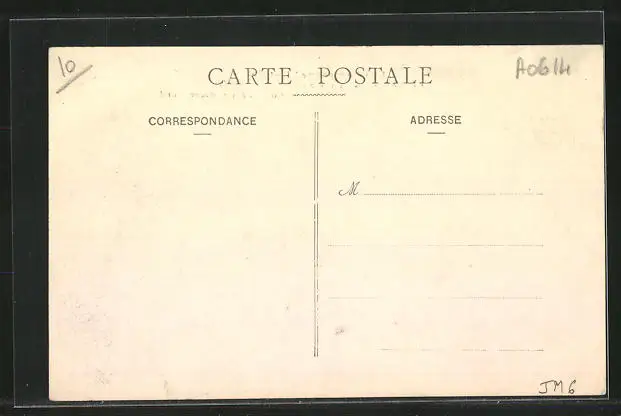 10
A0614
CARTE POSTALE
CORRESPONDANCE
ADRESSE
M
JM6